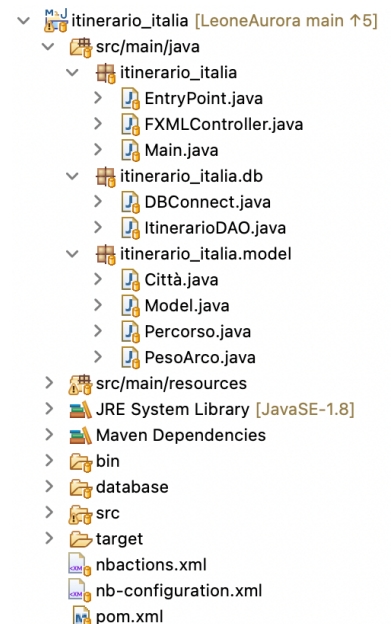 itinerario_italia [LeoneAurora main ↑5]
src/main/java
itinerario_italia
EntryPoint.java
FXMLController.java
Main.java
itinerario_italia.db
DBConnect.java
ItinerarioDAO.java
itinerario_italia.model
Città.java
Model.java
Percorso.java
PesoArco.java
src/main/resources
JRE System Library [JavaSE-1.8]
Maven Dependencies
bin
database
src
target
nbactions.xml
nb-configuration.xml
pom.xml